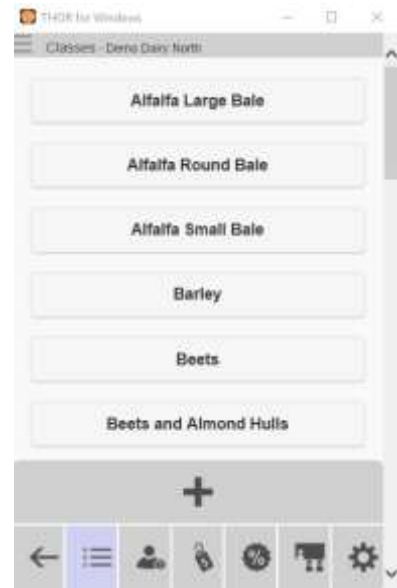 THOR for Windows
Classes - Demo Dairy North
Alfalfa Large Bale
Alfalfa Round Bale
Alfalfa Small Bale
Barley
Beets
Beets and Almond Hulls